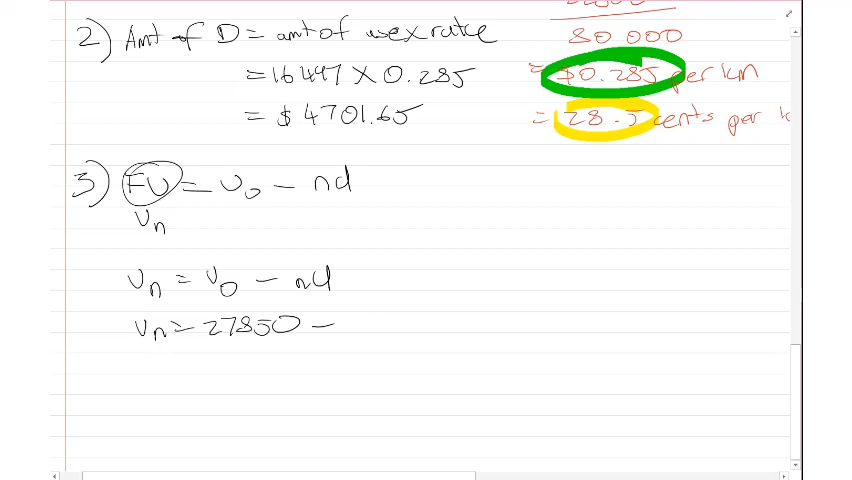 80 000
2) Amt of D = amt of use x rate
= 16497 x 0.285
= $0.285 per km
= $ 4701.65
= 28.5 cents per
3) FV = V0 - nd
Vn
Vn = V0 - nd
Vn = 27850 -